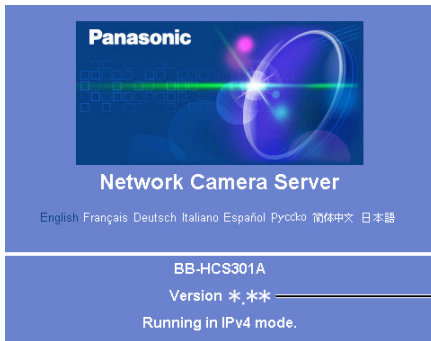 Panasonic
Network Camera Server
English Français Deutsch Italiano Español Русско 简体中文 日本語
BB-HCS301A
Version *.**
Running in IPv4 mode.